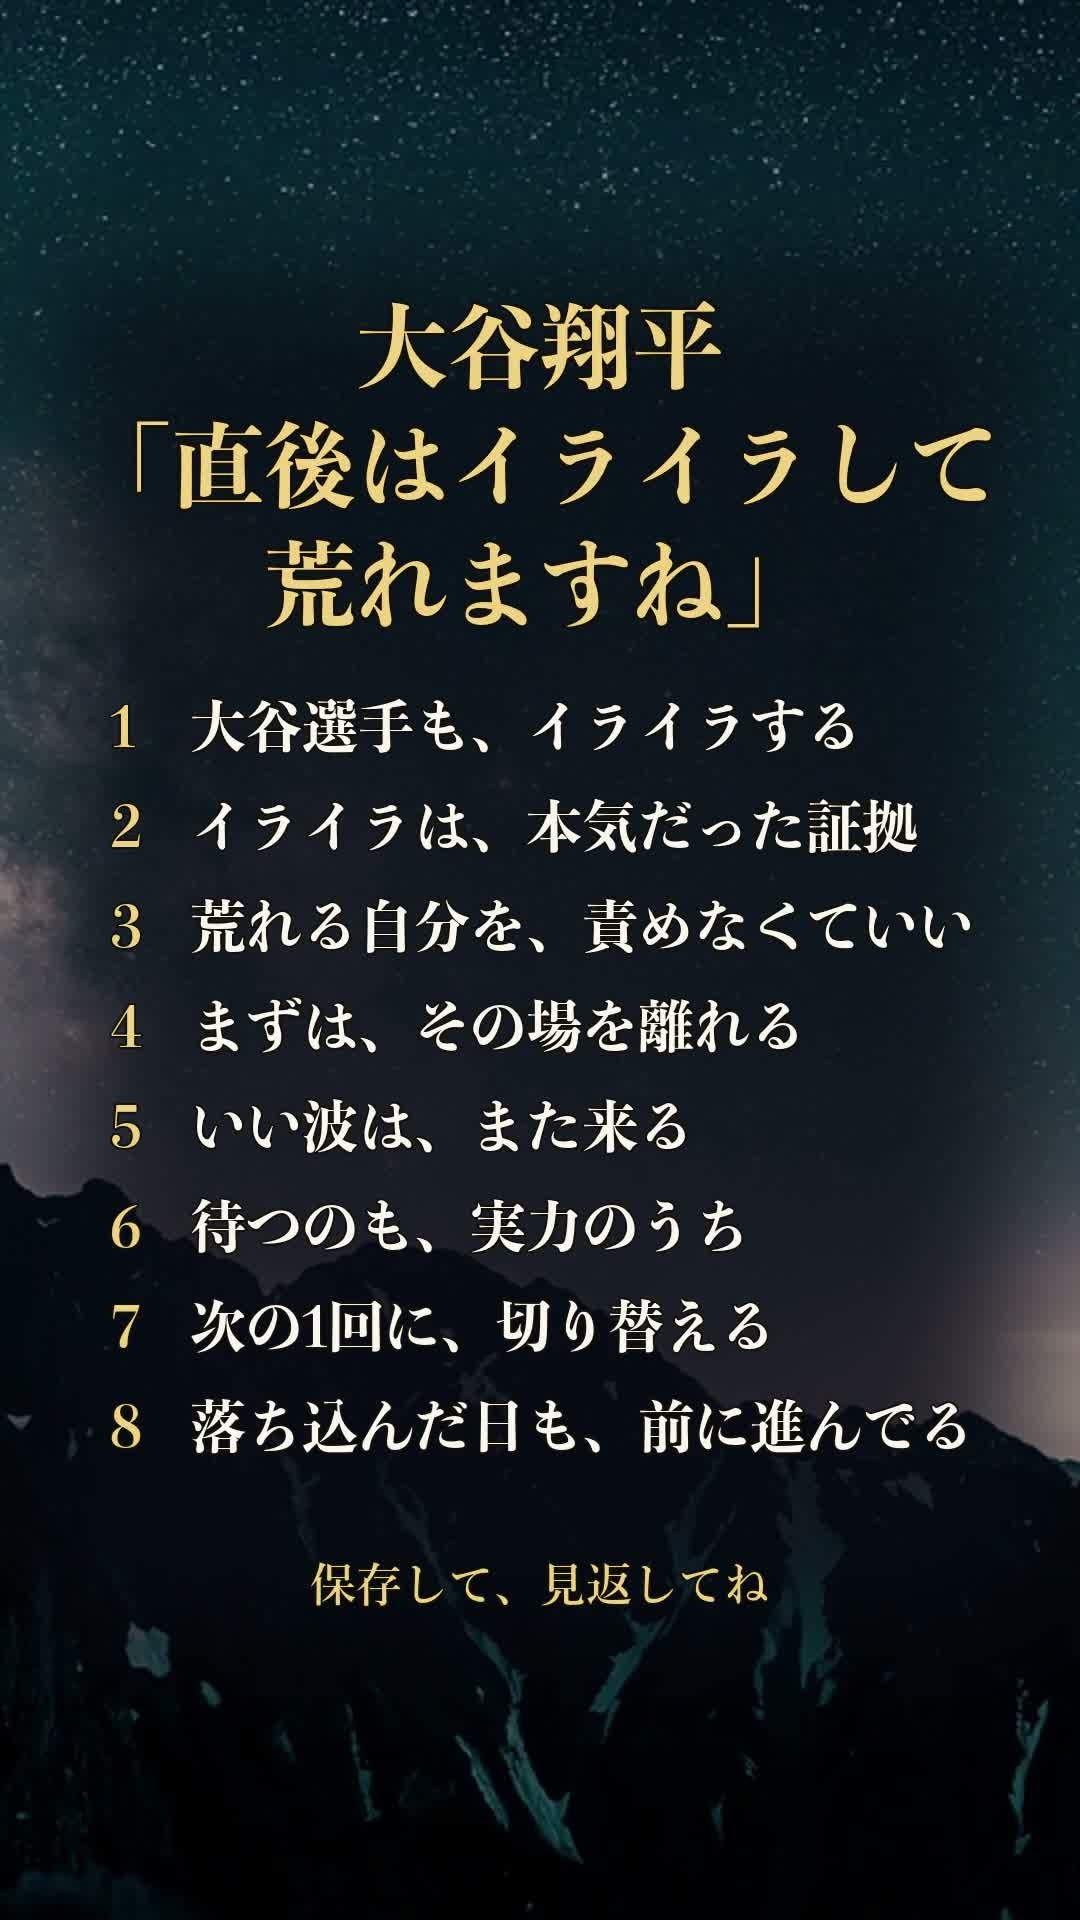 大谷翔平
「直後はイライラして
荒れますね」
1 大谷選手も、イライラする
2 イライラは、本気だった証拠
3 荒れる自分を、責めなくていい
4 まずは、その場を離れる
5 いい波は、また来る
6 待つのも、実力のうち
7 次の1回に、切り替える
8 落ち込んだ日も、前に進んでる
保存して、見返してね